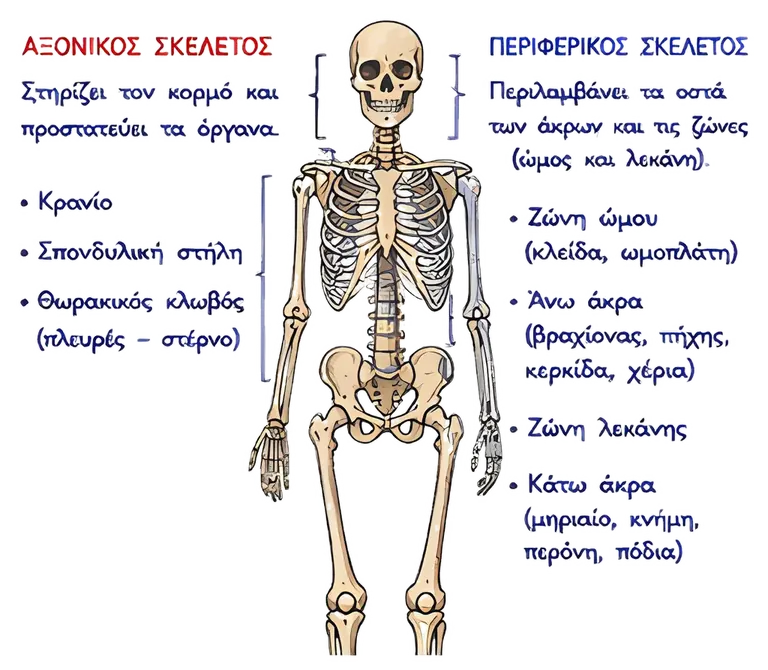 ΑΞΟΝΙΚΟΣ ΣΚΕΛΕΤΟΣ
Στηρίζει τον κορμό και
προστατεύει τα όργανα.
• Κρανίο
• Σπονδυλική στήλη
• Θωρακικός κλωβός
(πλευρές – στέρνο)
ΠΕΡΙΦΕΡΙΚΟΣ ΣΚΕΛΕΤΟΣ
Περιλαμβάνει τα οστά
των άκρων και τις ζώνες
(ώμος και λεκάνη).
• Ζώνη ώμου
(κλείδα, ωμοπλάτη)
• Άνω άκρα
(βραχίονας, πήχης,
κερκίδα, χέρια)
• Ζώνη λεκάνης
• Κάτω άκρα
(μηριαίο, κνήμη,
περόνη, πόδια)